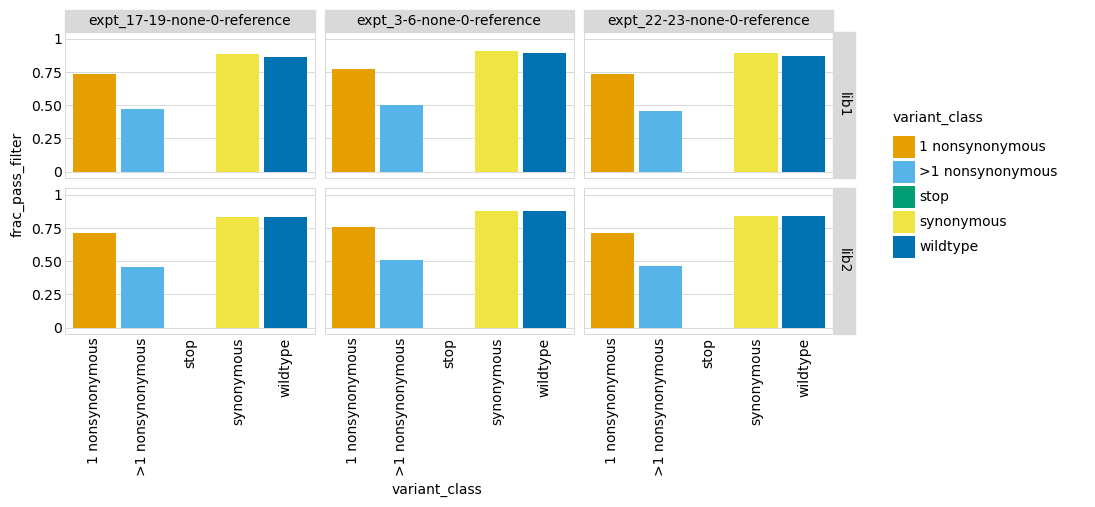 expt_17-19-none-0-reference
expt_3-6-none-0-reference
expt_22-23-none-0-reference
1
0.75
0.50
0.25
0
lib1
1
0.75
0.50
0.25
0
lib2
frac_pass_filter
1 nonsynonymous
>1 nonsynonymous
stop
synonymous
wildtype
1 nonsynonymous
>1 nonsynonymous
stop
synonymous
wildtype
1 nonsynonymous
>1 nonsynonymous
stop
synonymous
wildtype
variant_class
variant_class
1 nonsynonymous
>1 nonsynonymous
stop
synonymous
wildtype